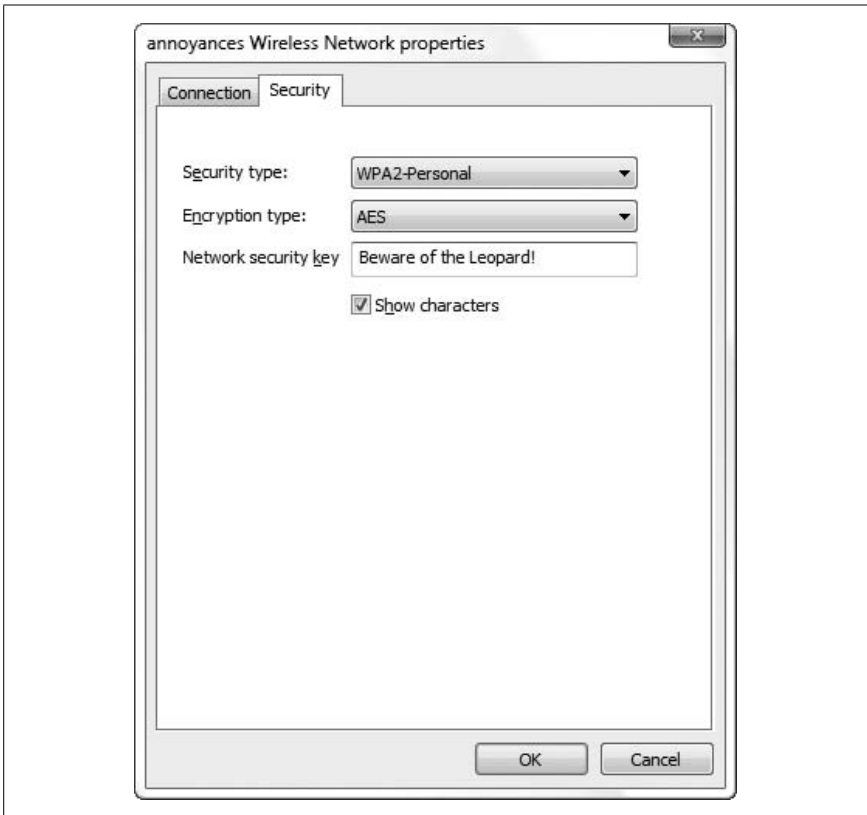 annoyances Wireless Network properties
Connection Security
Security type: WPA2-Personal
Encryption type: AES
Network security key Beware of the Leopard!
Show characters
OK Cancel